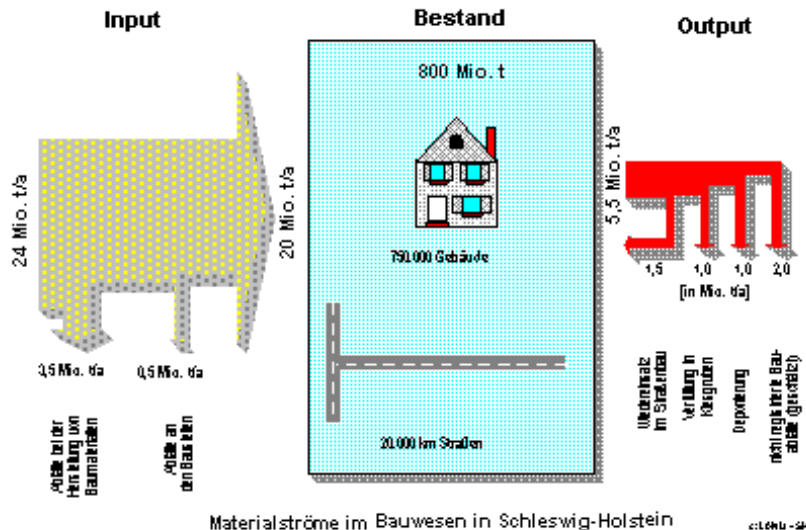 Input
Bestand
Output
800 Mio. t
24 Mio. t/a
20 Mio. t/a
5,5 Mio. t/a
750.000 Gebäude
1,5 1,0 1,0 2,0
[in Mio. t/a]
3,5 Mio. t/a
0,5 Mio. t/a
Abfälle bei der
Herstellung von
Baumaterialien
Abfälle an
den Baustellen
20.000 km Straßen
Wiedereinsatz
im Straßenbau
Verfüllung in
Kiesgruben
Deponierung
nicht registrierte Bau-
abfälle (geschätzt)
Materialströme im Bauwesen in Schleswig-Holstein